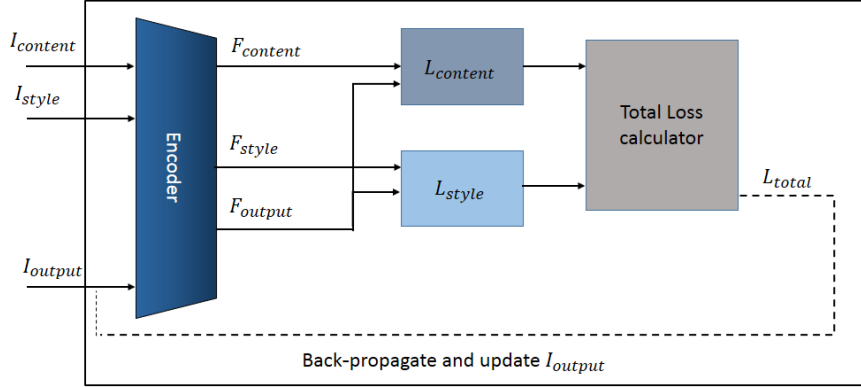 I_content
F_content
L_content
I_style
Total Loss
calculator
Encoder
F_style
L_style
L_total
F_output
I_output
Back-propagate and update I_output